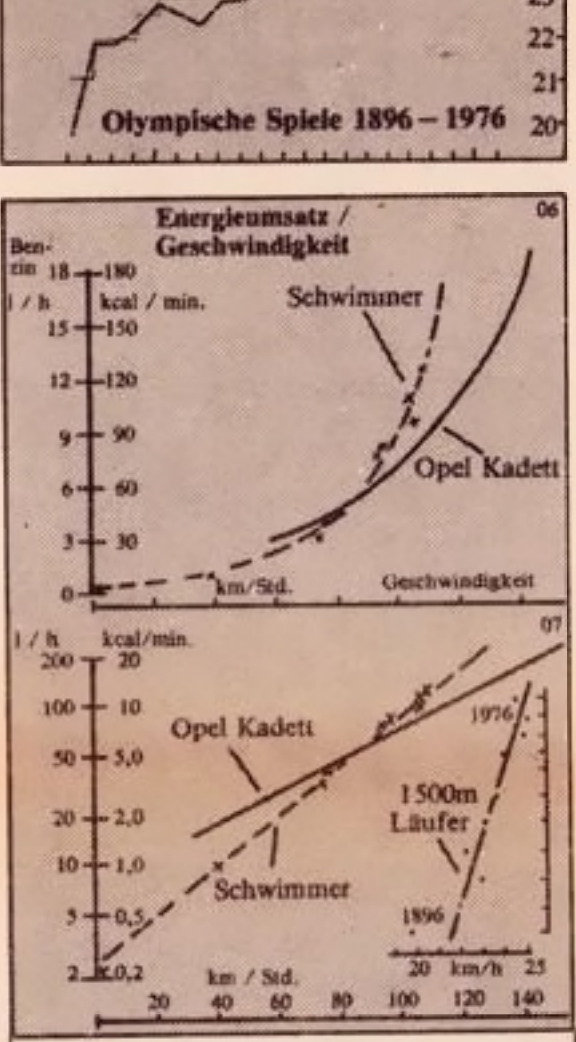 23
22
21
Olympische Spiele 1896 – 1976 20
06
Energieumsatz /
Geschwindigkeit
Ben-
zin 18 180
l / h kcal / min.
Schwimmer
15 150
12 120
9 90
Opel Kadett
6 60
3 30
km/Std. Geschwindigkeit
0
07
l / h kcal/min.
200 20
100 10
1976
Opel Kadett
50 5,0
1500m
20 2,0
Läufer
10 1,0
Schwimmer
1896
5 0,5
20 km/h 25
2 0,2
km / Std.
20 40 60 80 100 120 140